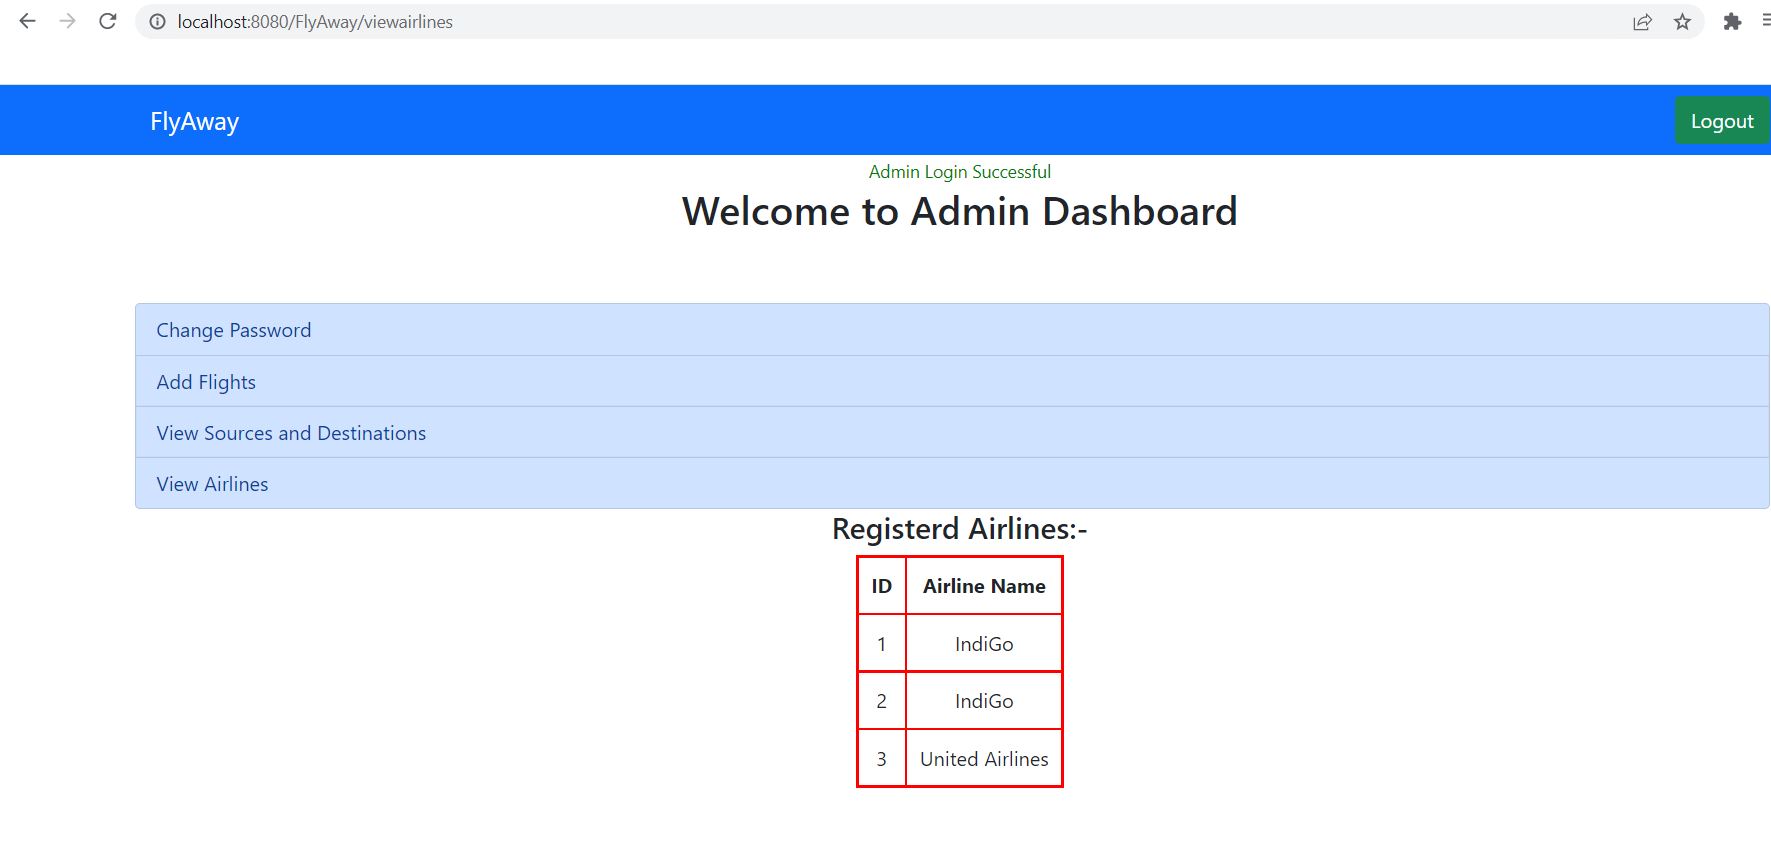 localhost:8080/FlyAway/viewairlines
FlyAway
Logout
Admin Login Successful
Welcome to Admin Dashboard
Change Password
Add Flights
View Sources and Destinations
View Airlines
Registerd Airlines:-
ID Airline Name
1 IndiGo
2 IndiGo
3 United Airlines